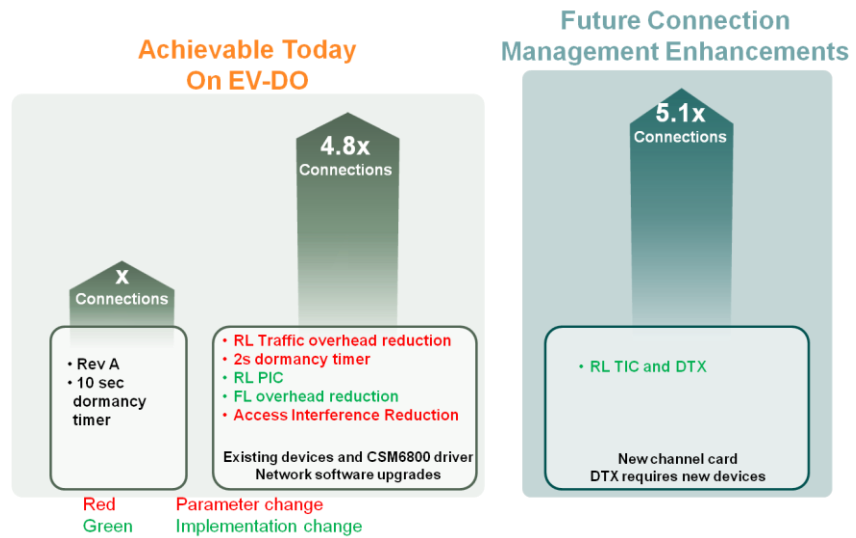 Achievable Today
On EV-DO
Future Connection
Management Enhancements
X
Connections
4.8x
Connections
5.1x
Connections
• Rev A
• 10 sec
dormancy
timer
• RL Traffic overhead reduction
• 2s dormancy timer
• RL PIC
• FL overhead reduction
• Access Interference Reduction
Existing devices and CSM6800 driver
Network software upgrades
• RL TIC and DTX
New channel card
DTX requires new devices
Red Parameter change
Green Implementation change